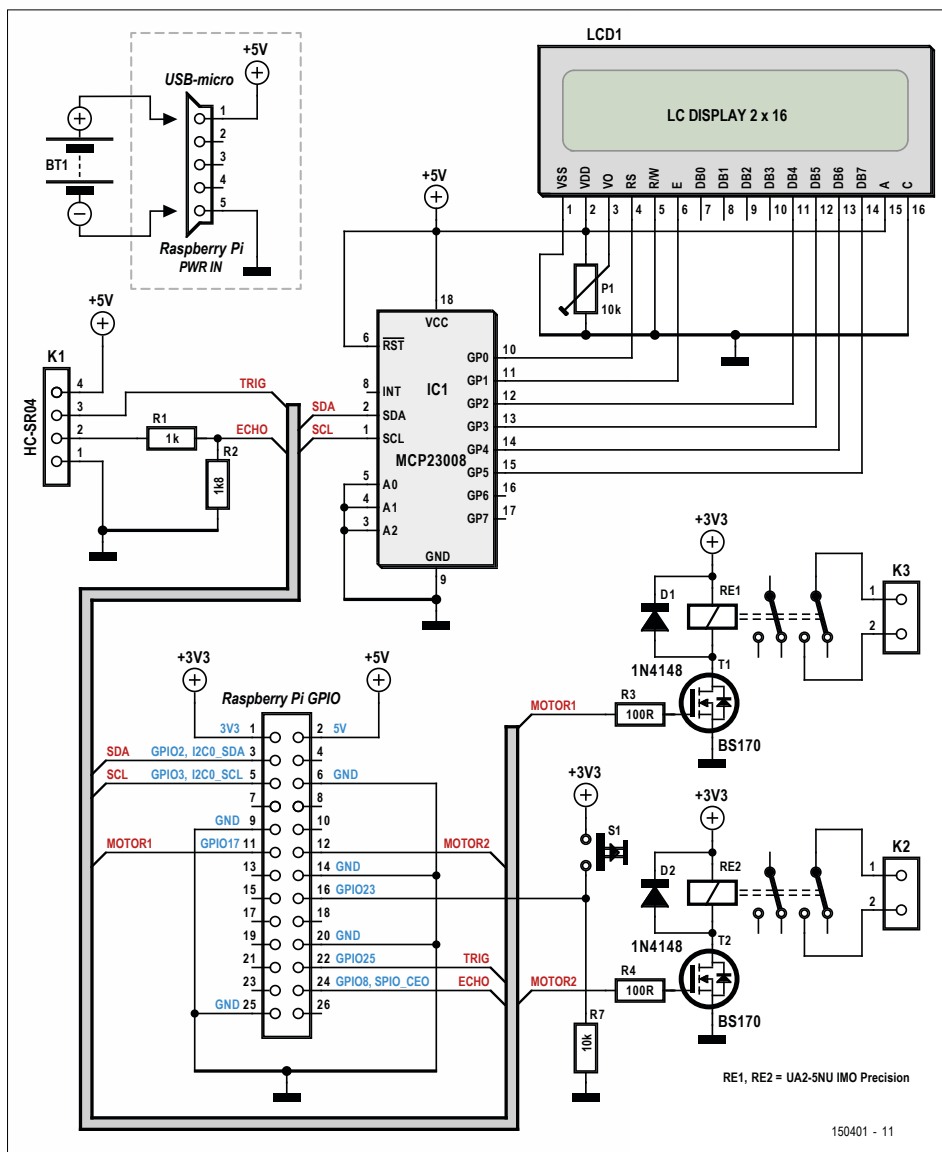 LCD1
+5V
USB-micro
1
2
3
4
5
BT1
Raspberry Pi
PWR IN
LC DISPLAY 2 x 16
VSS VDD VO RS R/W E DB0 DB1 DB2 DB3 DB4 DB5 DB6 DB7 A C
1 2 3 4 5 6 7 8 9 10 11 12 13 14 15 16
+5V
P1
10k
+5V
K1
HC-SR04
4
3
2
1
TRIG
R1
1k
ECHO
R2
1k8
SDA
SCL
18
VCC
6 RST
8 INT
2 SDA
1 SCL
5 A0
4 A1
3 A2
IC1
MCP23008
GP0 10
GP1 11
GP2 12
GP3 13
GP4 14
GP5 15
GP6 16
GP7 17
GND
9
+3V3
D1
RE1
K3
1
2
1N4148
T1
MOTOR1
R3
100R
BS170
+3V3
+5V
Raspberry Pi GPIO
3V3 1 2 5V
SDA GPIO2, I2C0_SDA 3 4
SCL GPIO3, I2C0_SCL 5 6 GND
7 8
GND 9 10
MOTOR1 GPIO17 11 12 MOTOR2
13 14 GND
15 16 GPIO23
17 18
19 20 GND
21 22 GPIO25 TRIG
23 24 GPIO8, SPIO_CEO ECHO
GND 25 26
+3V3
S1
R7
10k
+3V3
D2
RE2
K2
1
2
1N4148
T2
MOTOR2
R4
100R
BS170
RE1, RE2 = UA2-5NU IMO Precision
150401 - 11